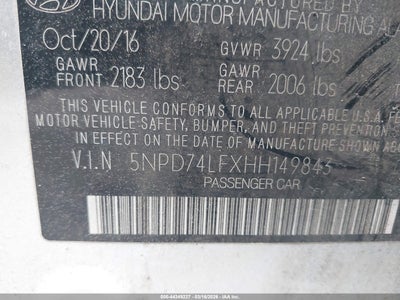 HYUNDAI MOTOR MANUFACTURING
Oct/20/16 GVWR 3924 lbs
GAWR GAWR
FRONT 2183 lbs REAR 2006 lbs
THIS VEHICLE CONFORMS TO ALL APPLICABLE U.S.A. F
MOTOR VEHICLE-SAFETY, BUMPER, AND THEFT
IN EFFECT ON THE DATE OF MANUFACTURE SHOWN
V.I.N 5NPD74LFXHH149843
PASSENGER CAR